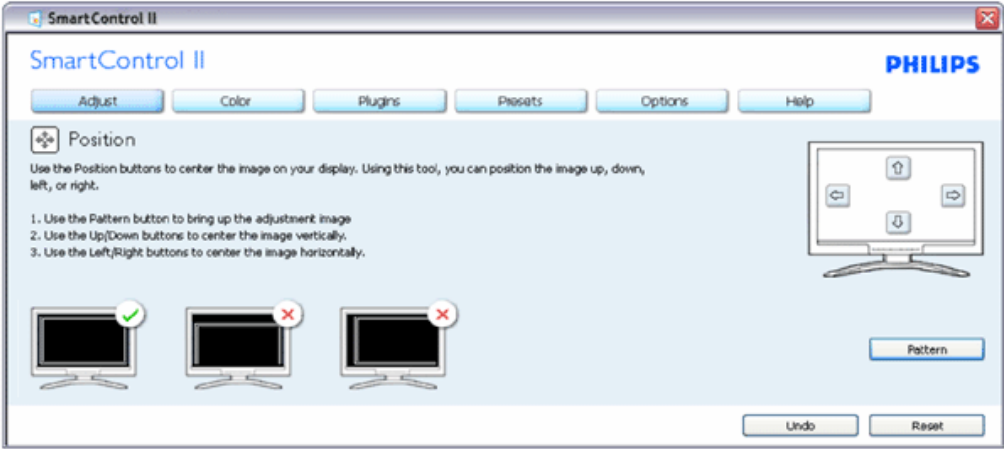 SmartControl II
SmartControl II
PHILIPS
Adjust
Color
Plugins
Presets
Options
Help
Position
Use the Position buttons to center the image on your display. Using this tool, you can position the image up, down,
left, or right.
1. Use the Pattern button to bring up the adjustment image
2. Use the Up/Down buttons to center the image vertically.
3. Use the Left/Right buttons to center the image horizontally.
Pattern
Undo
Reset